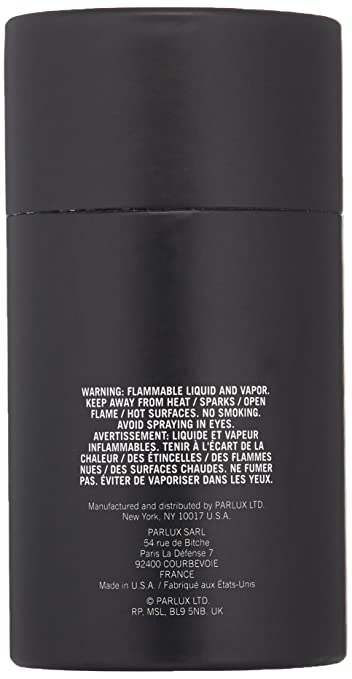 WARNING: FLAMMABLE LIQUID AND VAPOR.
KEEP AWAY FROM HEAT / SPARKS / OPEN
FLAME / HOT SURFACES. NO SMOKING.
AVOID SPRAYING IN EYES.
AVERTISSEMENT: LIQUIDE ET VAPEUR
INFLAMMABLES. TENIR À L'ÉCART DE LA
CHALEUR / DES ÉTINCELLES / DES FLAMMES
NUES / DES SURFACES CHAUDES. NE FUMER
PAS. ÉVITER DE VAPORISER DANS LES YEUX.
Manufactured and distributed by PARLUX LTD.
New York, NY 10017 U.S.A.
PARLUX SARL
54 rue de Bitche
Paris La Défense 7
92400 COURBEVOIE
FRANCE
Made in U.S.A. / Fabriqué aux États-Unis
© PARLUX LTD.
RP, MSL, BL9 5NB. UK